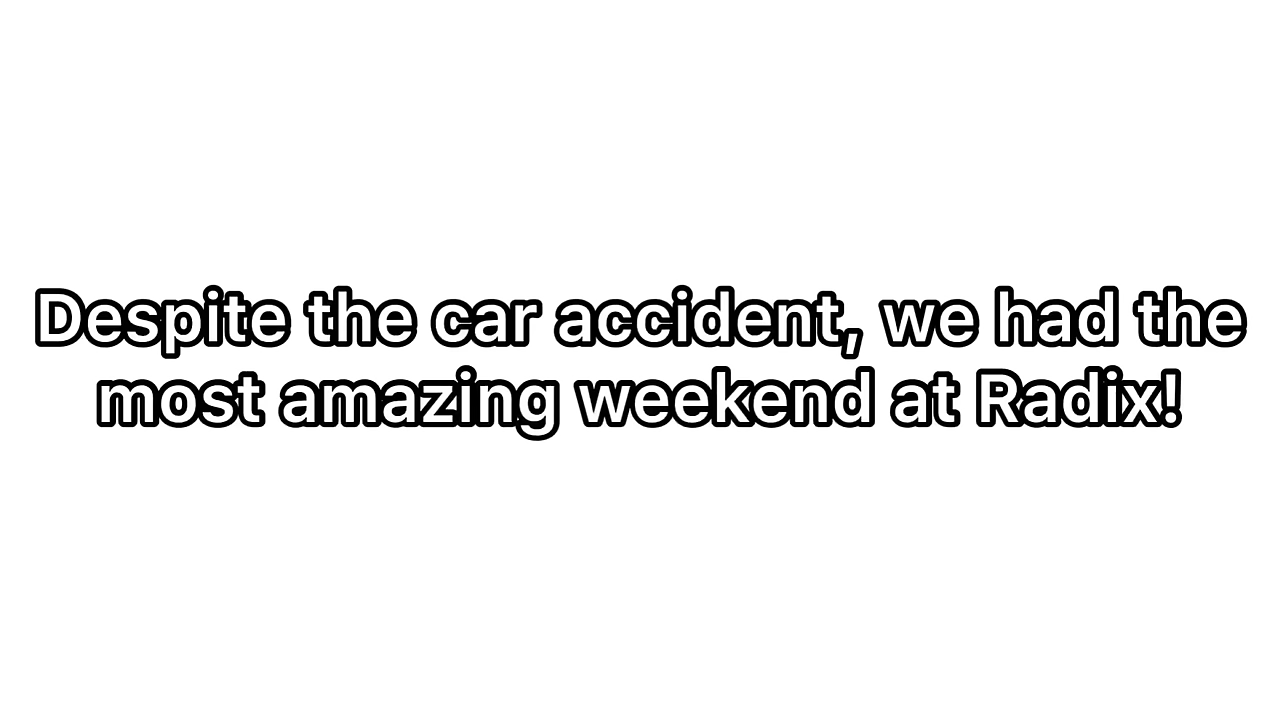 Despite the car accident, we had the
most amazing weekend at Radix!